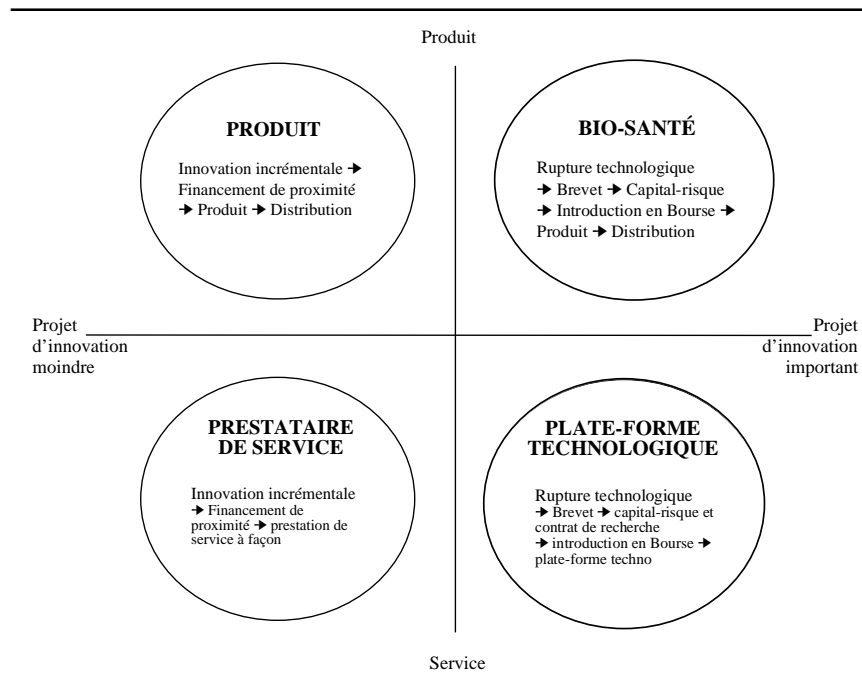 Produit
PRODUIT
Innovation incrémentale ➔
Financement de proximité
➔ Produit ➔ Distribution
BIO-SANTÉ
Rupture technologique
➔ Brevet ➔ Capital-risque
➔ Introduction en Bourse ➔
Produit ➔ Distribution
Projet
d’innovation
moindre
Projet
d’innovation
important
PRESTATAIRE
DE SERVICE
Innovation incrémentale
➔ Financement de
proximité ➔ prestation de
service à façon
PLATE-FORME
TECHNOLOGIQUE
Rupture technologique
➔ Brevet ➔ capital-risque et
contrat de recherche
➔ introduction en Bourse ➔
plate-forme techno
Service